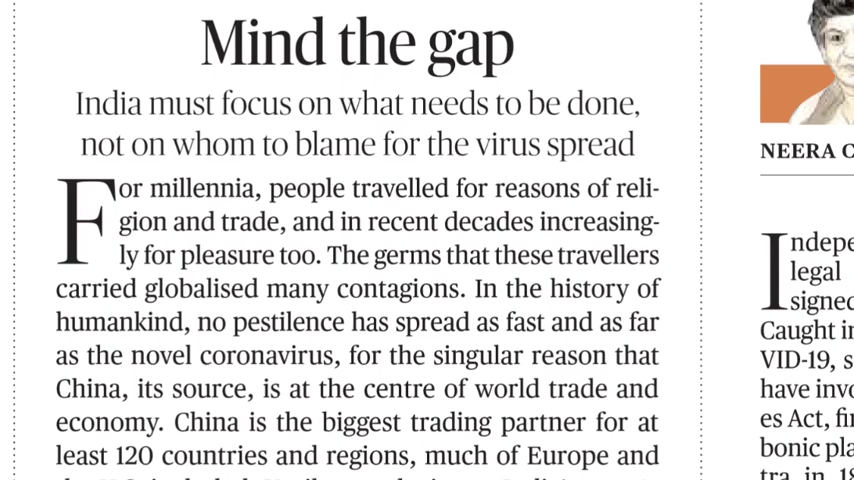 Mind the gap
India must focus on what needs to be done,
not on whom to blame for the virus spread
For millennia, people travelled for reasons of reli-
gion and trade, and in recent decades increasing-
ly for pleasure too. The germs that these travellers
carried globalised many contagions. In the history of
humankind, no pestilence has spread as fast and as far
as the novel coronavirus, for the singular reason that
China, its source, is at the centre of world trade and
economy. China is the biggest trading partner for at
least 120 countries and regions, much of Europe and
NEERA C
Indepe
legal
signed
Caught in
VID-19, s
have invo
es Act, fi
bonic pla
tra, in 18